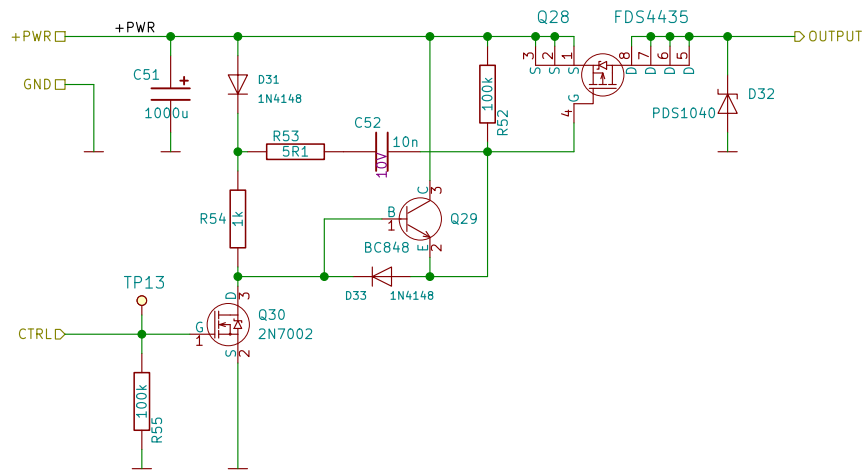 Q28 FDS4435
+PWR +PWR OUTPUT
C51 + D31 1N4148 3 2 1 8 7 6 5
S S S D D D D
GND 1000u 100k R52 G 4 PDS1040 D32
C52
R53 10n
5R1 10V
R54 1k C 3
B 1 Q29
BC848 E 2
TP13 D33 1N4148
D 3
Q30
CTRL G 1 2N7002
S 2
100k R55